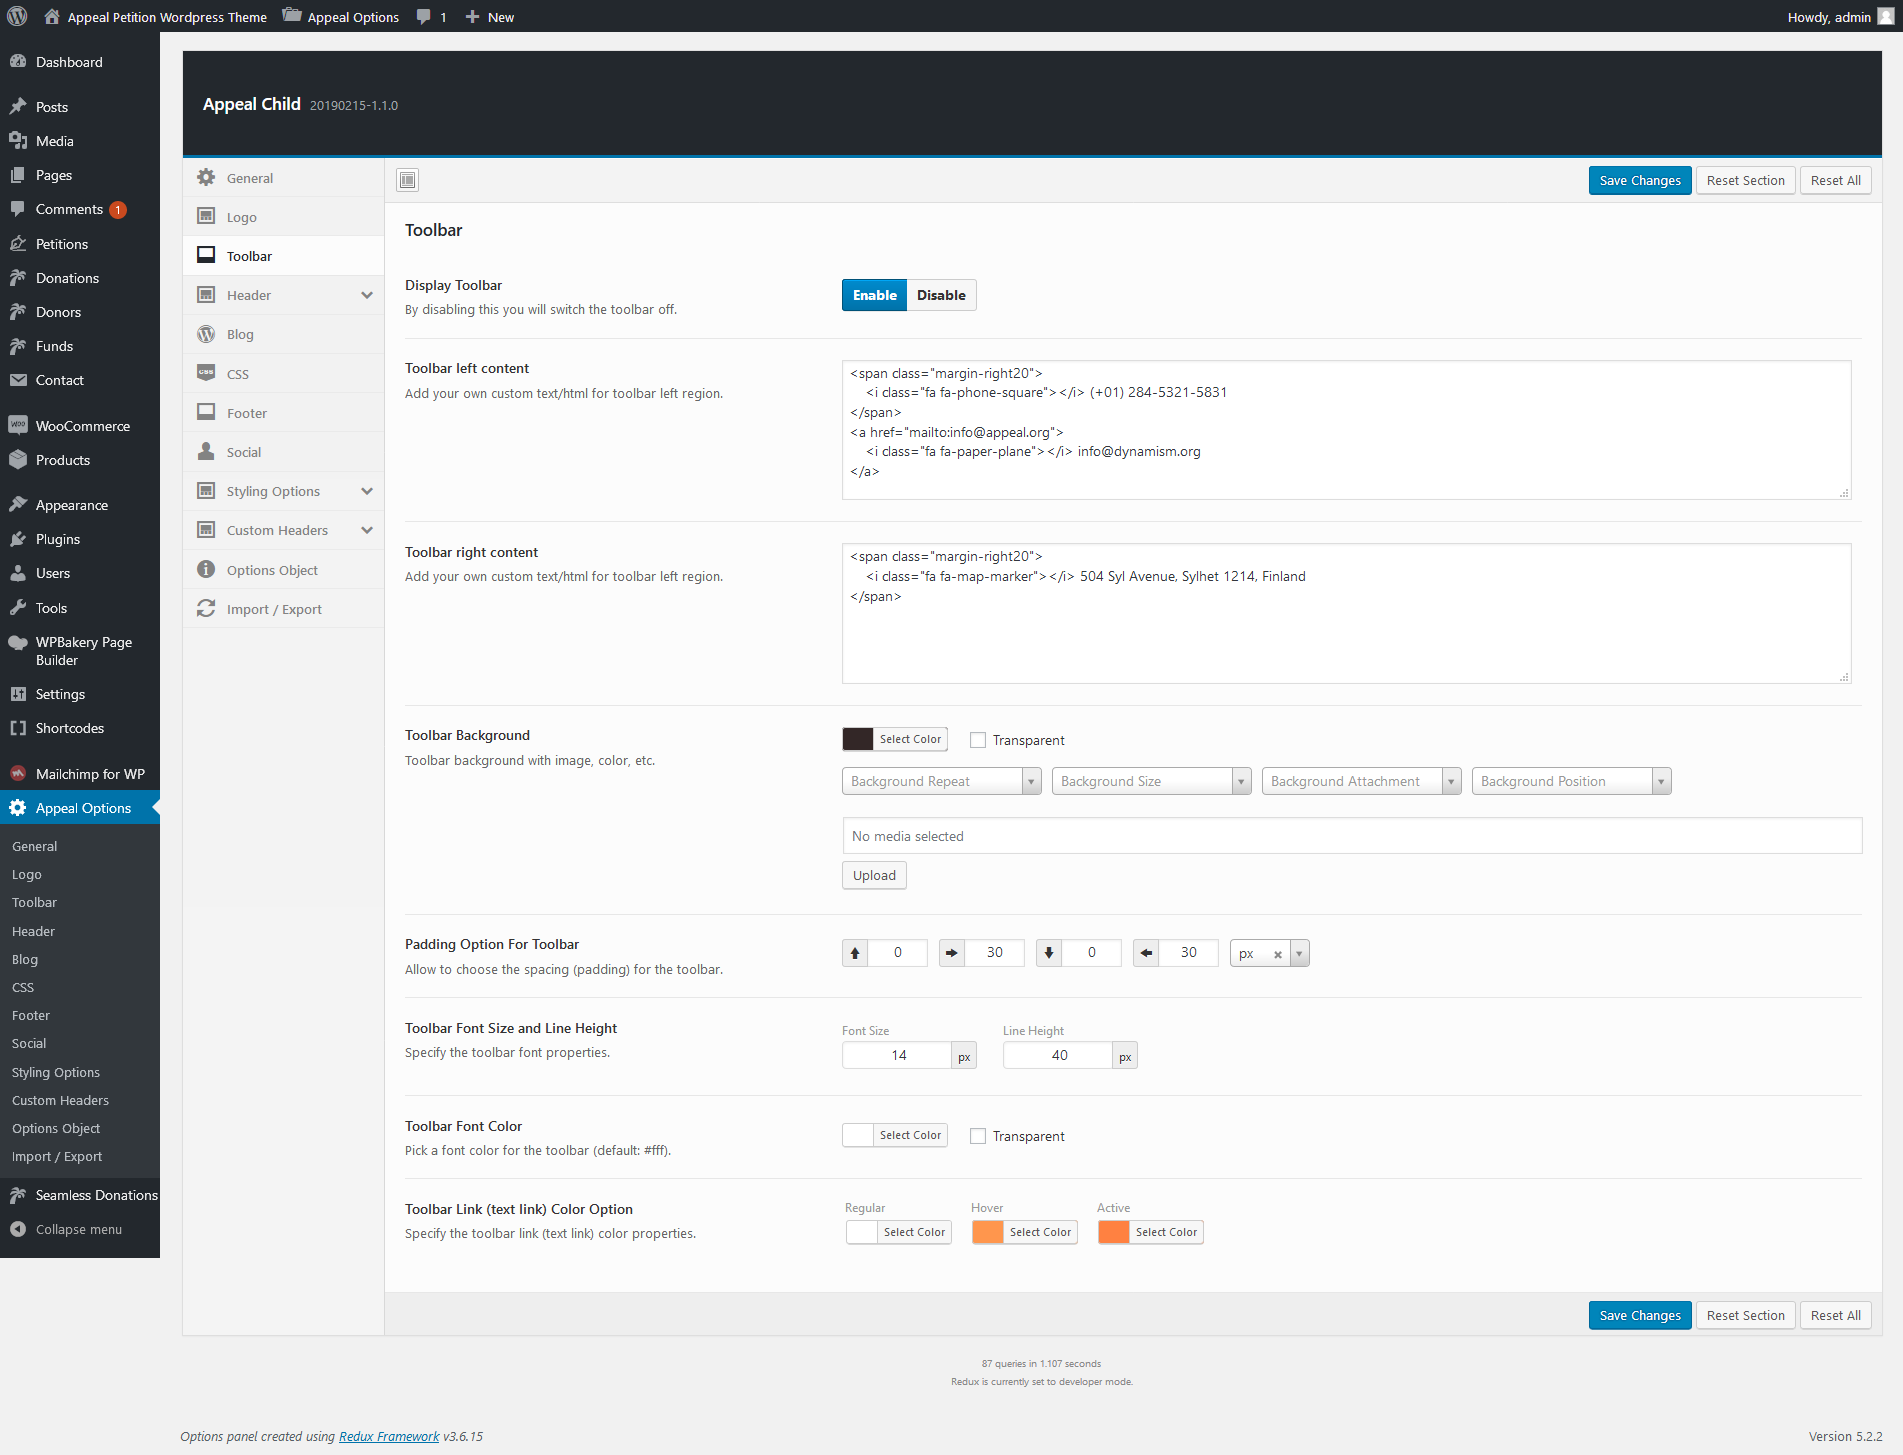 Appeal Petition Wordpress Theme Appeal Options 1 New Howdy, admin
Dashboard
Posts
Media
Pages
Comments 1
Petitions
Donations
Donors
Funds
Contact
WooCommerce
Products
Appearance
Plugins
Users
Tools
WPBakery Page
Builder
Settings
Shortcodes
Mailchimp for WP
Appeal Options
General
Logo
Toolbar
Header
Blog
CSS
Footer
Social
Styling Options
Custom Headers
Options Object
Import / Export
Seamless Donations
Collapse menu
Appeal Child 20190215-1.1.0
General
Logo
Toolbar
Header
Blog
CSS
Footer
Social
Styling Options
Custom Headers
Options Object
Import / Export
Save Changes Reset Section Reset All
Toolbar
Display Toolbar
By disabling this you will switch the toolbar off.
Enable Disable
Toolbar left content
Add your own custom text/html for toolbar left region.
<span class="margin-right20">
<i class="fa fa-phone-square"></i> (+01) 284-5321-5831
</span>
<a href="mailto:info@appeal.org">
<i class="fa fa-paper-plane"></i> info@dynamism.org
</a>
Toolbar right content
Add your own custom text/html for toolbar left region.
<span class="margin-right20">
<i class="fa fa-map-marker"></i> 504 Syl Avenue, Sylhet 1214, Finland
</span>
Toolbar Background
Toolbar background with image, color, etc.
Select Color Transparent
Background Repeat Background Size Background Attachment Background Position
No media selected
Upload
Padding Option For Toolbar
Allow to choose the spacing (padding) for the toolbar.
0 30 0 30 px
Toolbar Font Size and Line Height
Specify the toolbar font properties.
Font Size Line Height
14 px 40 px
Toolbar Font Color
Pick a font color for the toolbar (default: #fff).
Select Color Transparent
Toolbar Link (text link) Color Option
Specify the toolbar link (text link) color properties.
Regular Hover Active
Select Color Select Color Select Color
Save Changes Reset Section Reset All
87 queries in 1.107 seconds
Redux is currently set to developer mode.
Options panel created using Redux Framework v3.6.15
Version 5.2.2